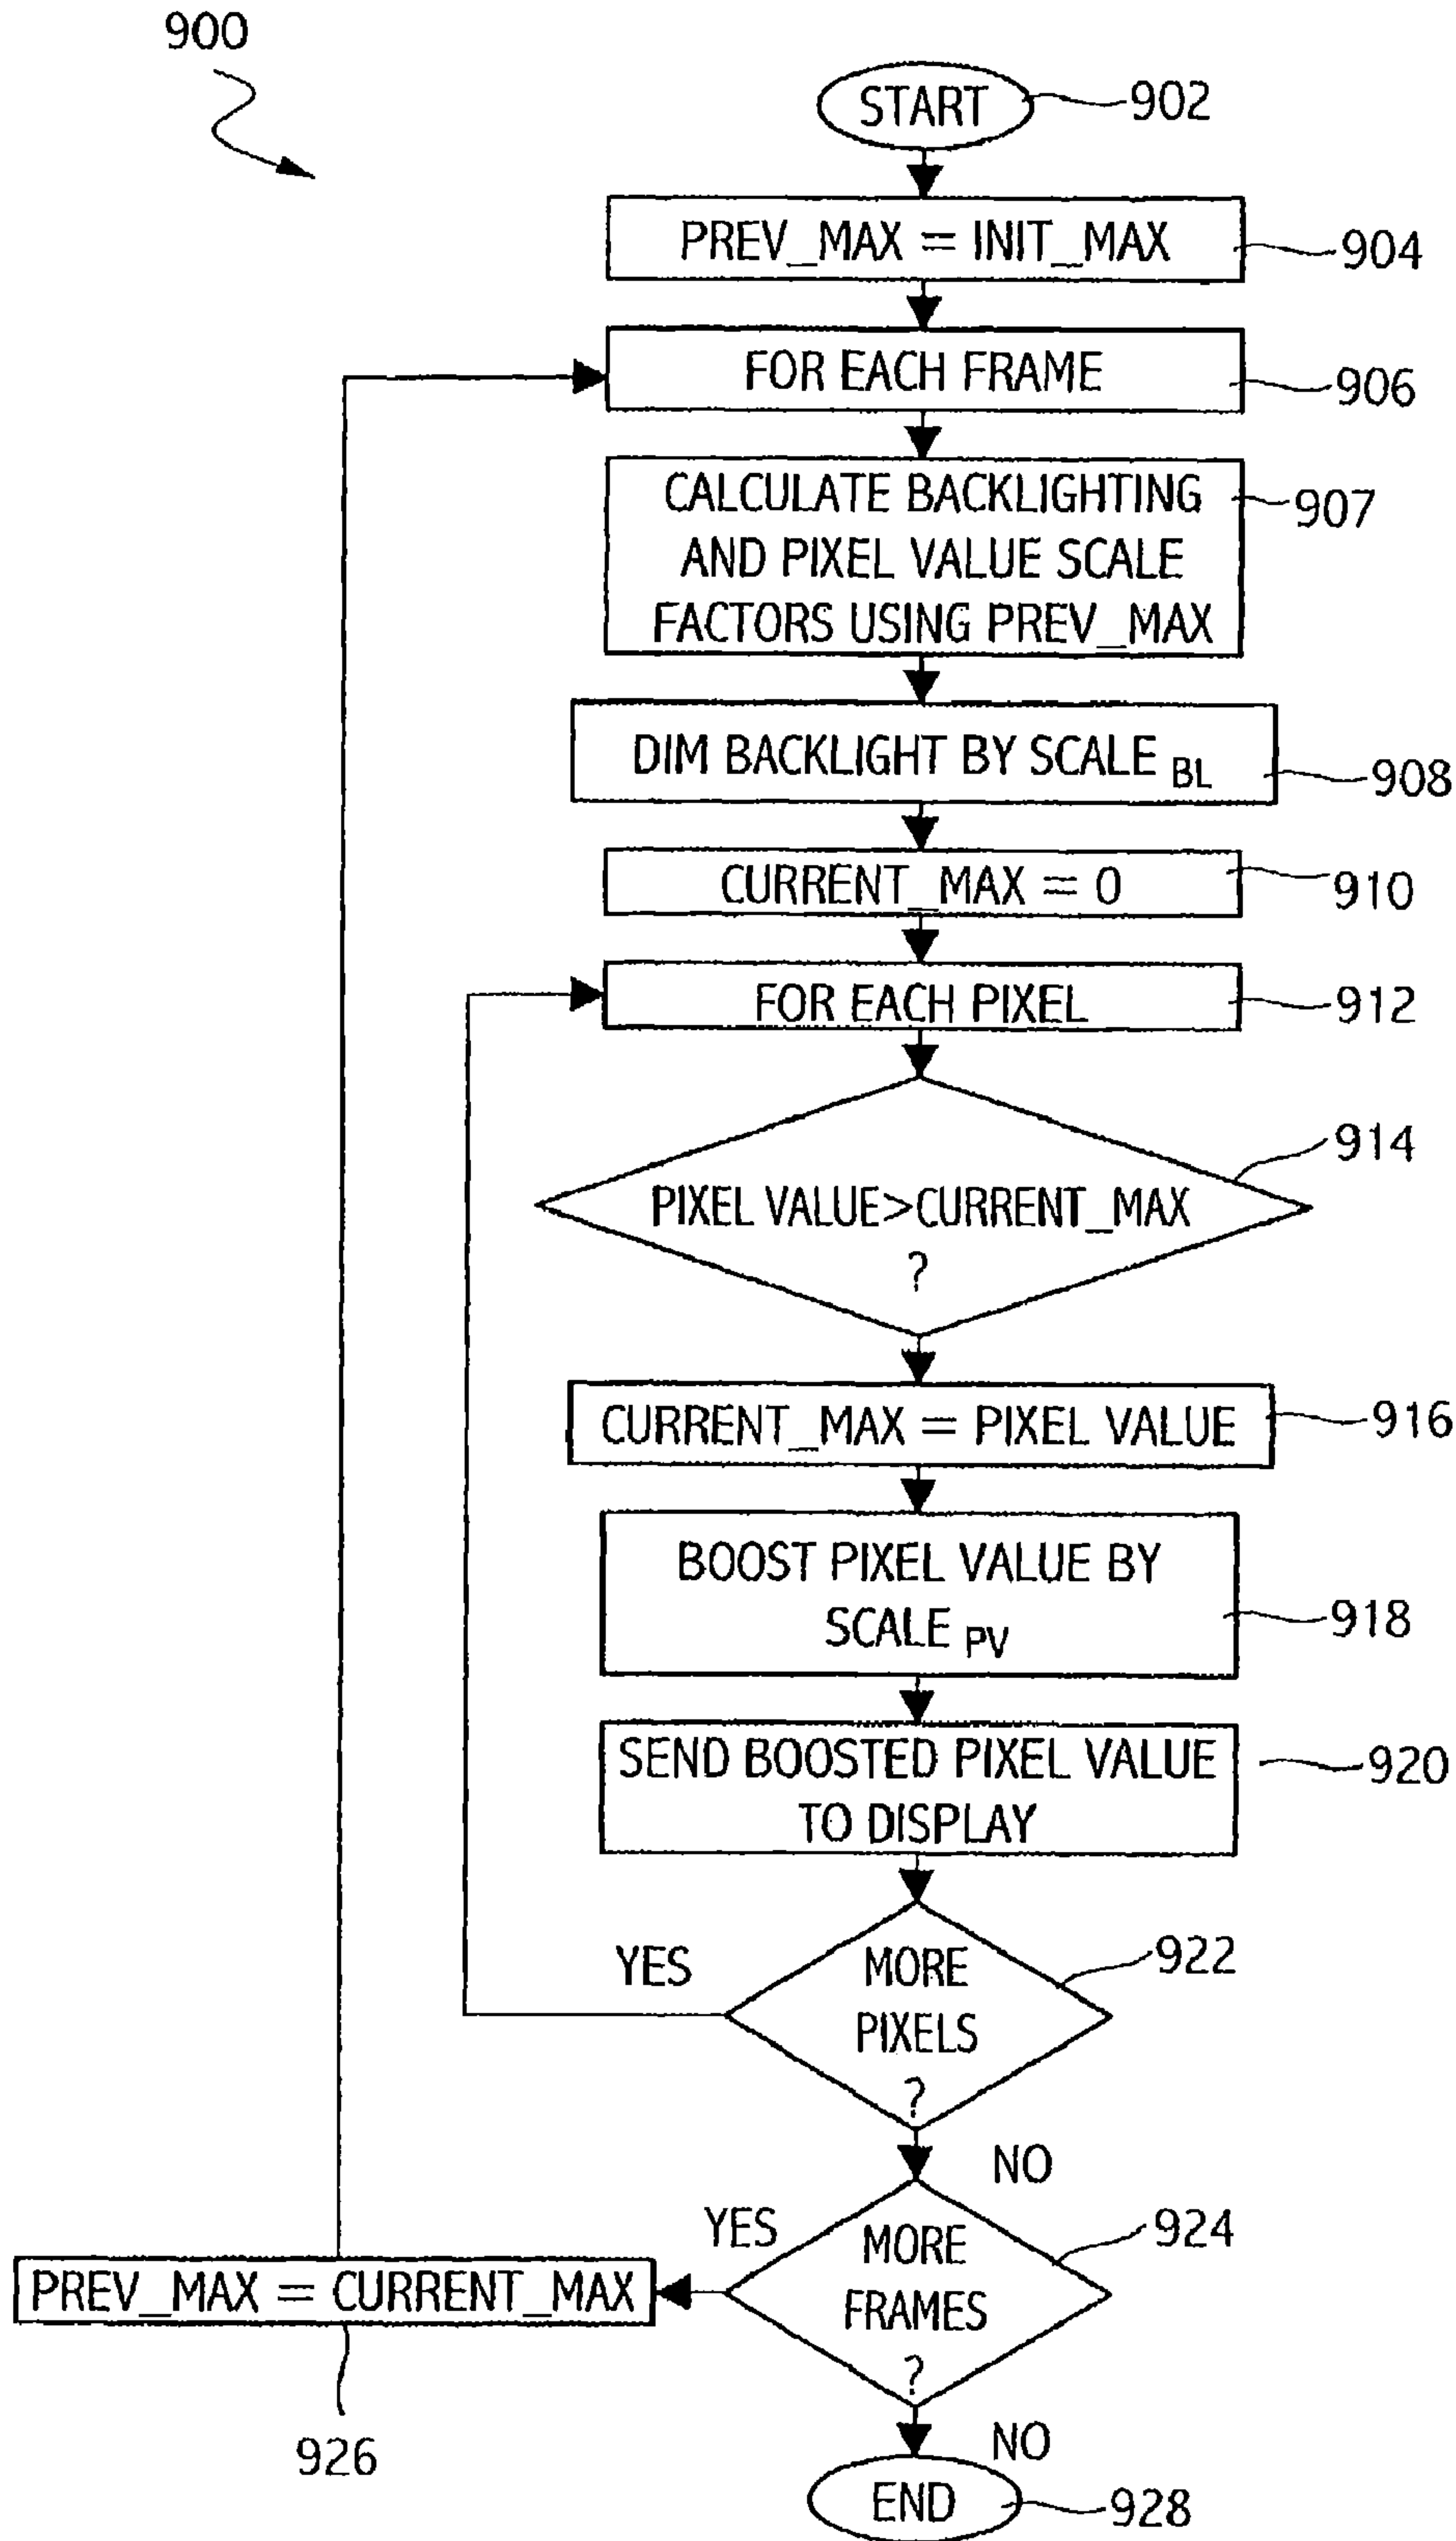 900
START
902
PREV_MAX = INIT_MAX
904
FOR EACH FRAME
906
CALCULATE BACKLIGHTING
AND PIXEL VALUE SCALE
FACTORS USING PREV_MAX
907
DIM BACKLIGHT BY SCALE BL
908
CURRENT_MAX = 0
910
FOR EACH PIXEL
912
914
PIXEL VALUE>CURRENT_MAX
?
CURRENT_MAX = PIXEL VALUE
916
BOOST PIXEL VALUE BY
SCALE PV
918
SEND BOOSTED PIXEL VALUE
TO DISPLAY
920
YES
MORE
PIXELS
?
922
NO
YES
MORE
FRAMES
?
924
PREV_MAX = CURRENT_MAX
926
NO
END
928